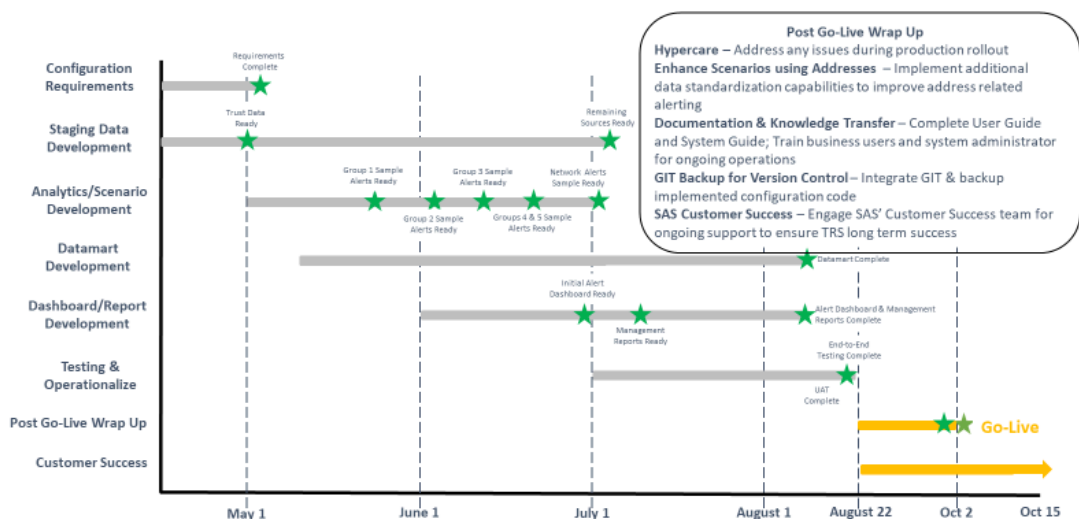 Post Go-Live Wrap Up
Hypercare – Address any issues during production rollout
Enhance Scenarios using Addresses – Implement additional
data standardization capabilities to improve address related
alerting
Documentation & Knowledge Transfer – Complete User Guide
and System Guide; Train business users and system administrator
for ongoing operations
GIT Backup for Version Control – Integrate GIT & backup
implemented configuration code
SAS Customer Success – Engage SAS' Customer Success team for
ongoing support to ensure TRS long term success
Configuration
Requirements
Requirements
Complete
Staging Data
Development
Trust Data
Ready
Remaining
Sources Ready
Analytics/Scenario
Development
Group 1 Sample
Alerts Ready
Group 2 Sample
Alerts Ready
Group 3 Sample
Alerts Ready
Groups 4 & 5 Sample
Alerts Ready
Network Alerts
Sample Ready
Datamart
Development
Datamart Complete
Dashboard/Report
Development
Initial Alert
Dashboard Ready
Management
Reports Ready
Alert Dashboard & Management
Reports Complete
Testing &
Operationalize
End-to-End
Testing Complete
UAT
Complete
Post Go-Live Wrap Up
Go-Live
Customer Success
May 1
June 1
July 1
August 1
August 22
Oct 2
Oct 15